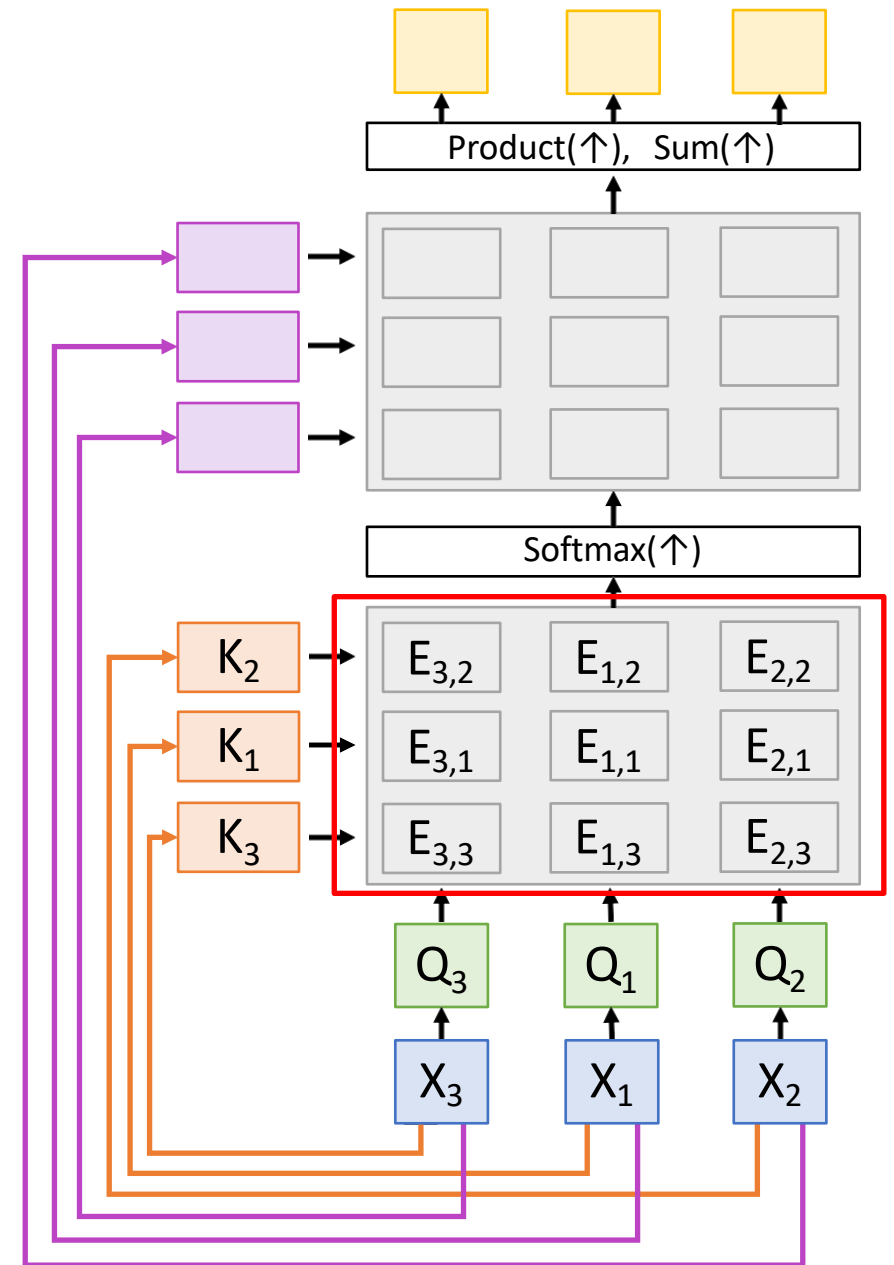 Product(↑), Sum(↑)
Softmax(↑)
K₂ E₃,₂ E₁,₂ E₂,₂
K₁ E₃,₁ E₁,₁ E₂,₁
K₃ E₃,₃ E₁,₃ E₂,₃
Q₃ Q₁ Q₂
X₃ X₁ X₂